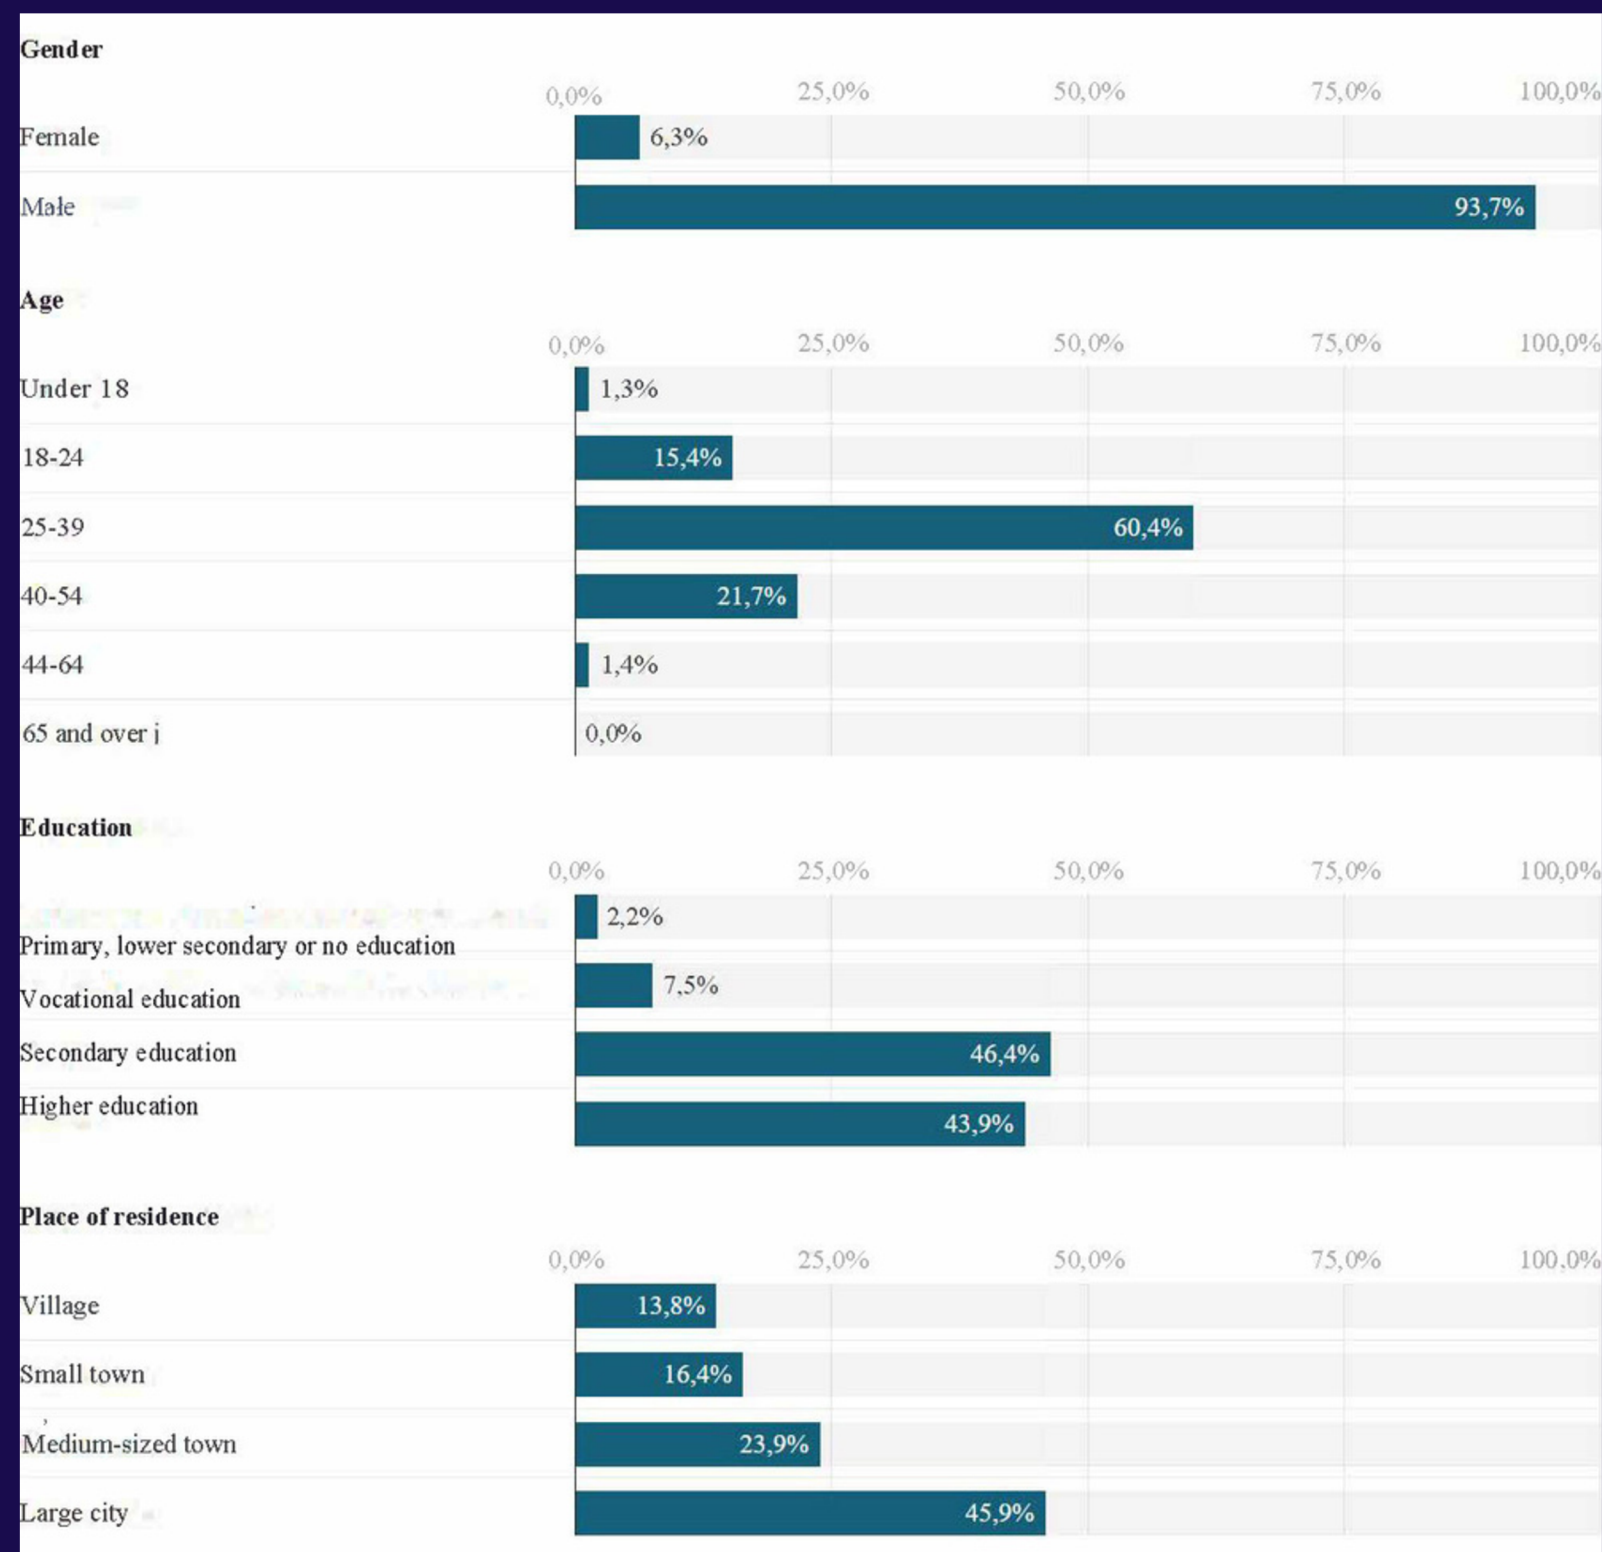 Gender
0,0% 25,0% 50,0% 75,0% 100,0%
Female 6,3%
Male 93,7%
Age
0,0% 25,0% 50,0% 75,0% 100,0%
Under 18 1,3%
18-24 15,4%
25-39 60,4%
40-54 21,7%
44-64 1,4%
65 and over j 0,0%
Education
0,0% 25,0% 50,0% 75,0% 100,0%
Primary, lower secondary or no education 2,2%
Vocational education 7,5%
Secondary education 46,4%
Higher education 43,9%
Place of residence
0,0% 25,0% 50,0% 75,0% 100.0%
Village 13,8%
Small town 16,4%
Medium-sized town 23,9%
Large city 45,9%